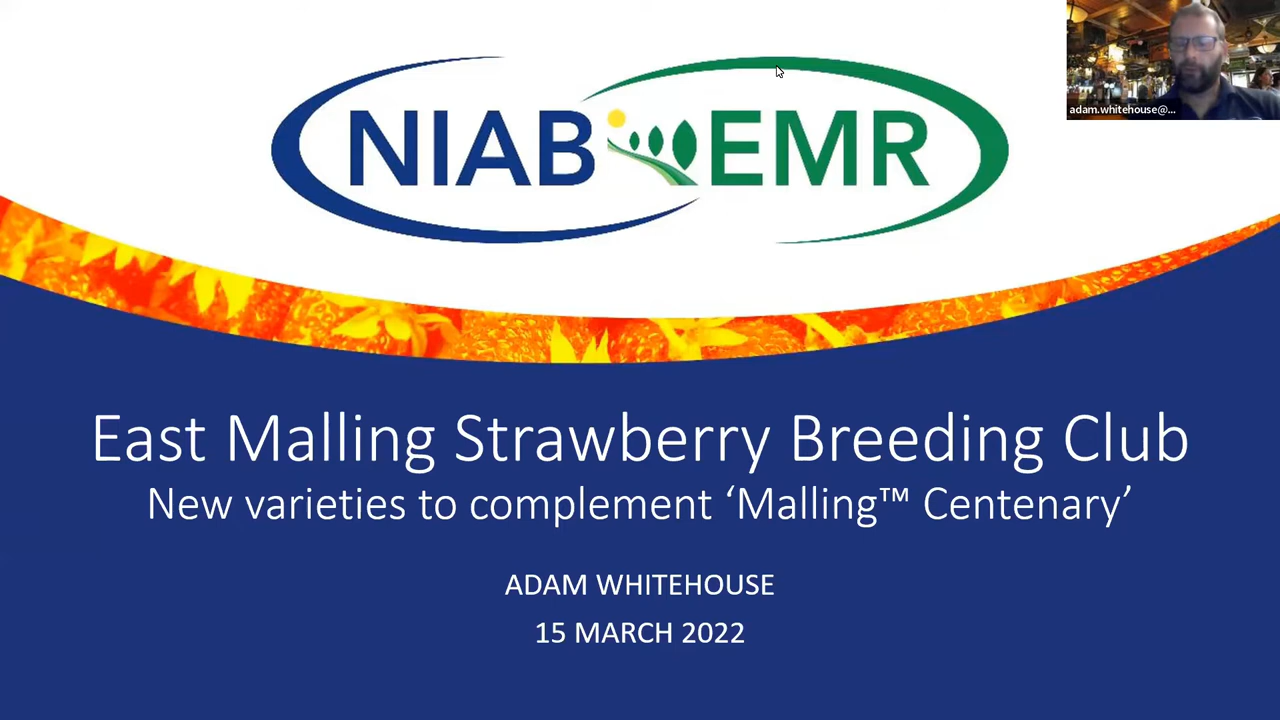 NIAB EMR
adam.whitehouse@...
East Malling Strawberry Breeding Club
New varieties to complement ‘Malling™ Centenary’
ADAM WHITEHOUSE
15 MARCH 2022